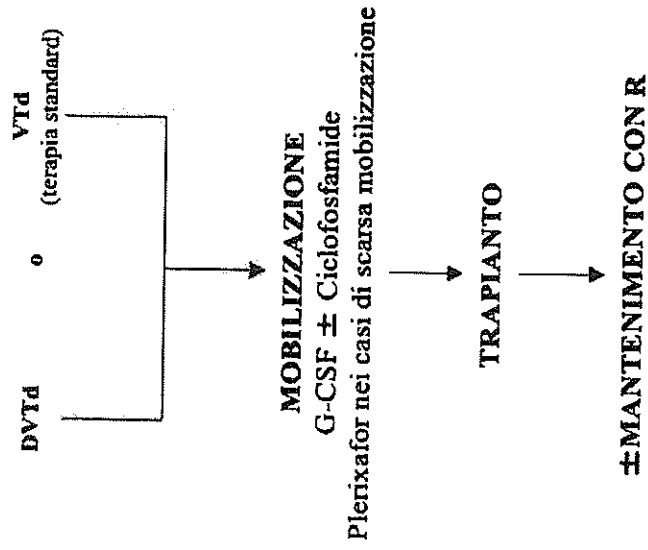 DVTd o VTd
(terapia standard)
MOBILIZZAZIONE
G-CSF ± Ciclofosfamide
Plerixafor nei casi di scarsa mobilizzazione
TRAPIANTO
±MANTENIMENTO CON R